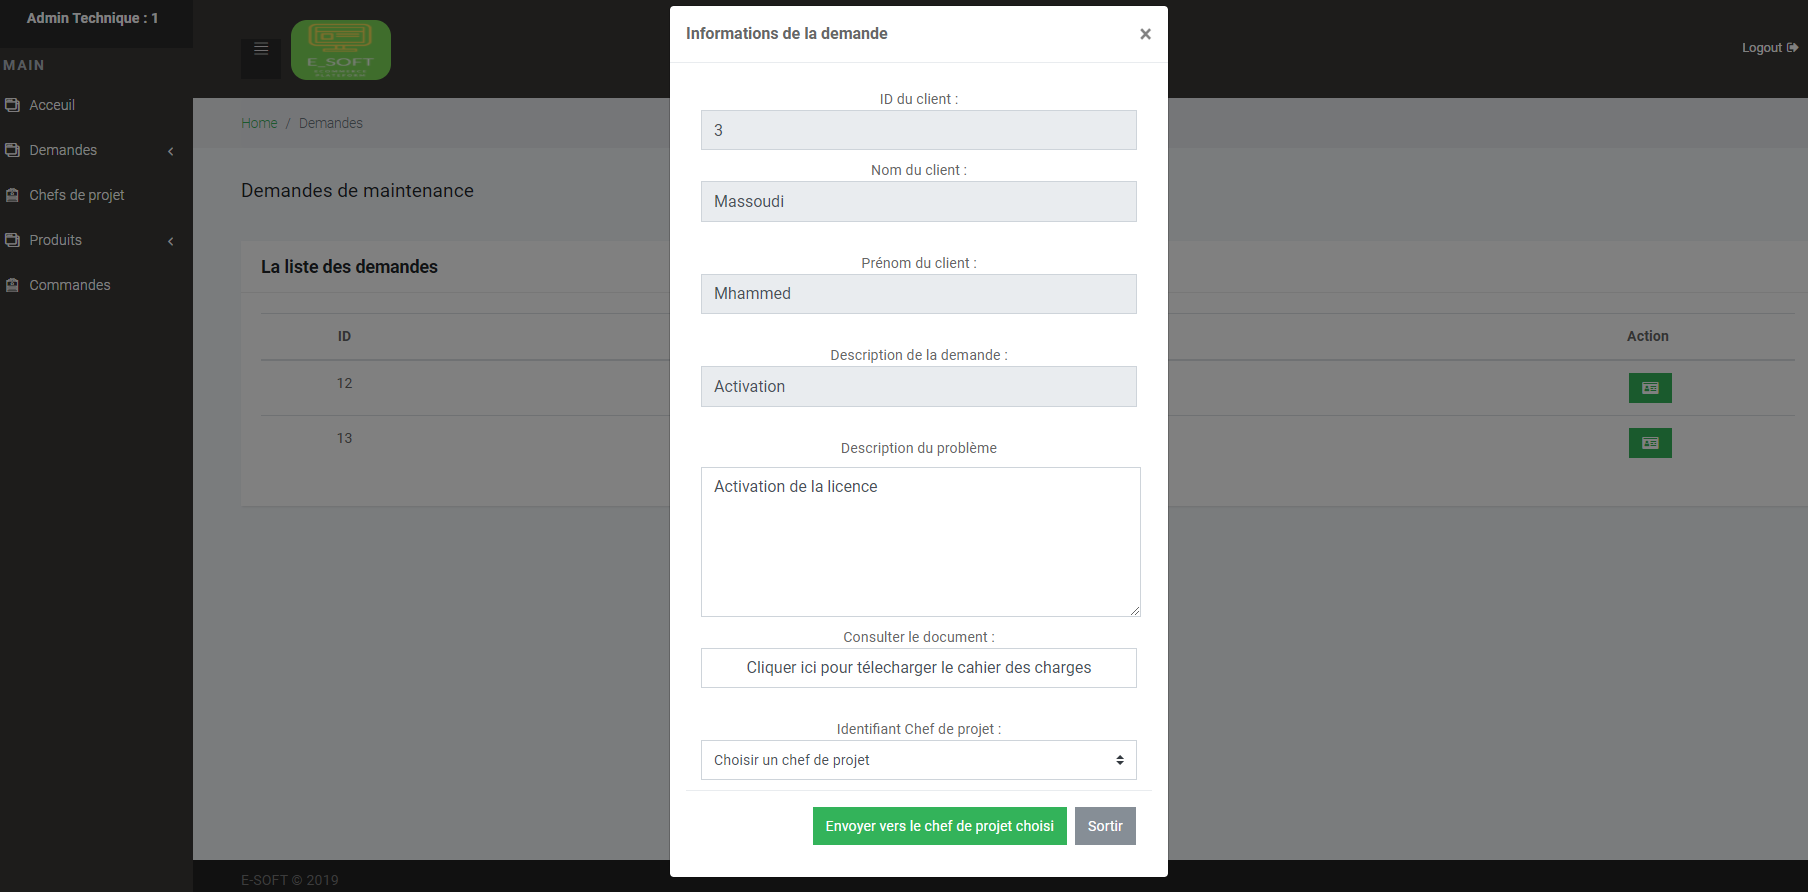 Admin Technique : 1
MAIN
Acceuil
Demandes
Chefs de projet
Produits
Commandes
E_SOFT
Logout
Home / Demandes
Demandes de maintenance
La liste des demandes
ID
Action
12
13
Informations de la demande
×
ID du client :
3
Nom du client :
Massoudi
Prénom du client :
Mhammed
Description de la demande :
Activation
Description du problème
Activation de la licence
Consulter le document :
Cliquer ici pour télecharger le cahier des charges
Identifiant Chef de projet :
Choisir un chef de projet
Envoyer vers le chef de projet choisi
Sortir
E-SOFT © 2019